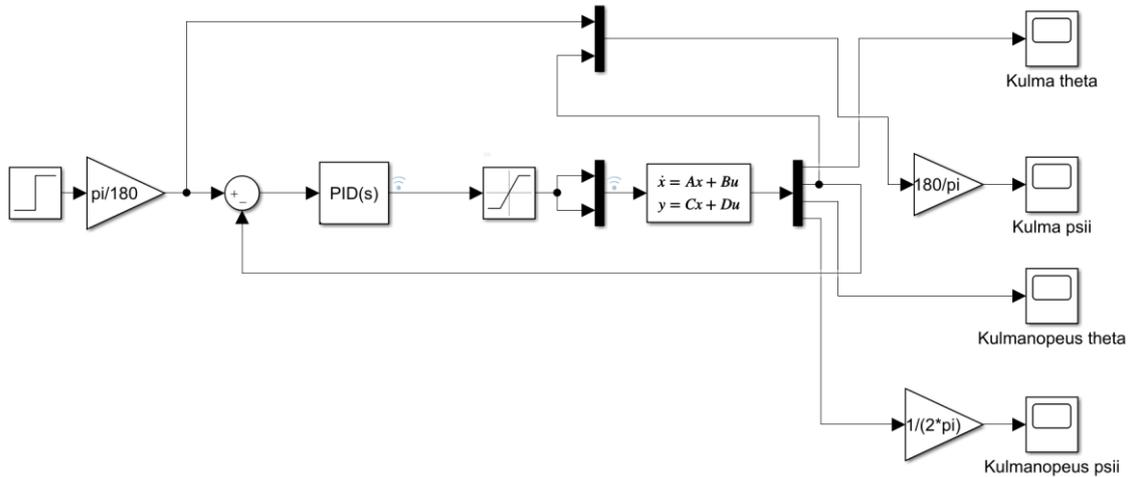 Kulma theta
pi/180
+
−
PID(s)
ẋ = Ax + Bu
y = Cx + Du
180/pi
Kulma psii
Kulmanopeus theta
1/(2*pi)
Kulmanopeus psii